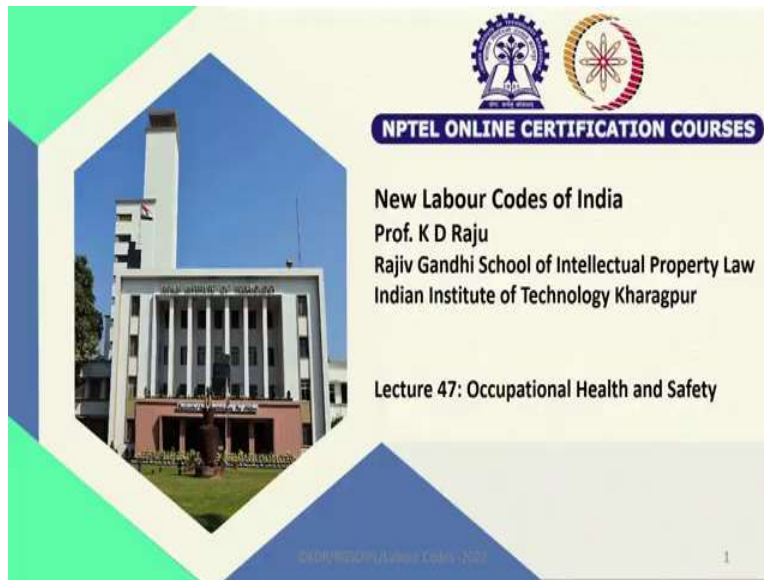 NPTEL ONLINE CERTIFICATION COURSES
New Labour Codes of India
Prof. K D Raju
Rajiv Gandhi School of Intellectual Property Law
Indian Institute of Technology Kharagpur
Lecture 47: Occupational Health and Safety
1